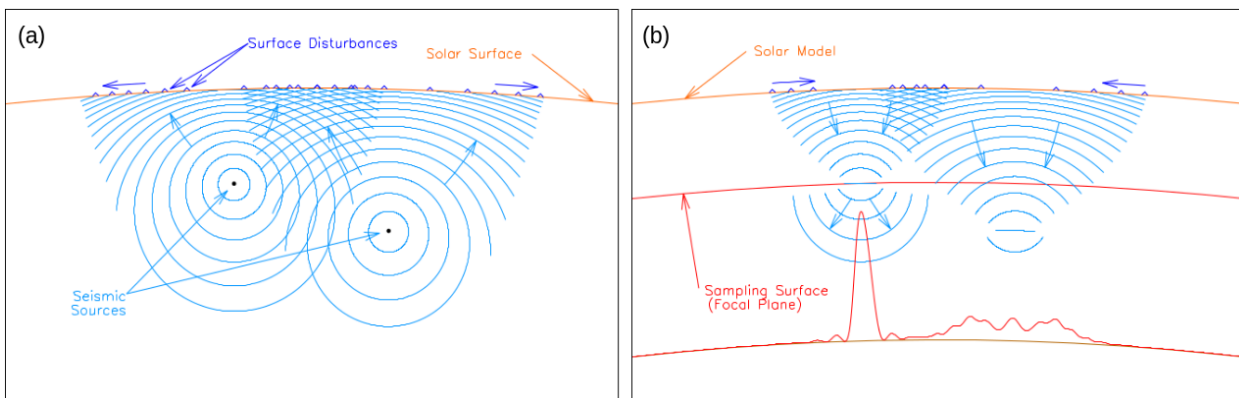 (a)
Surface Disturbances
Solar Surface
Seismic
Sources
(b)
Solar Model
Sampling Surface
(Focal Plane)